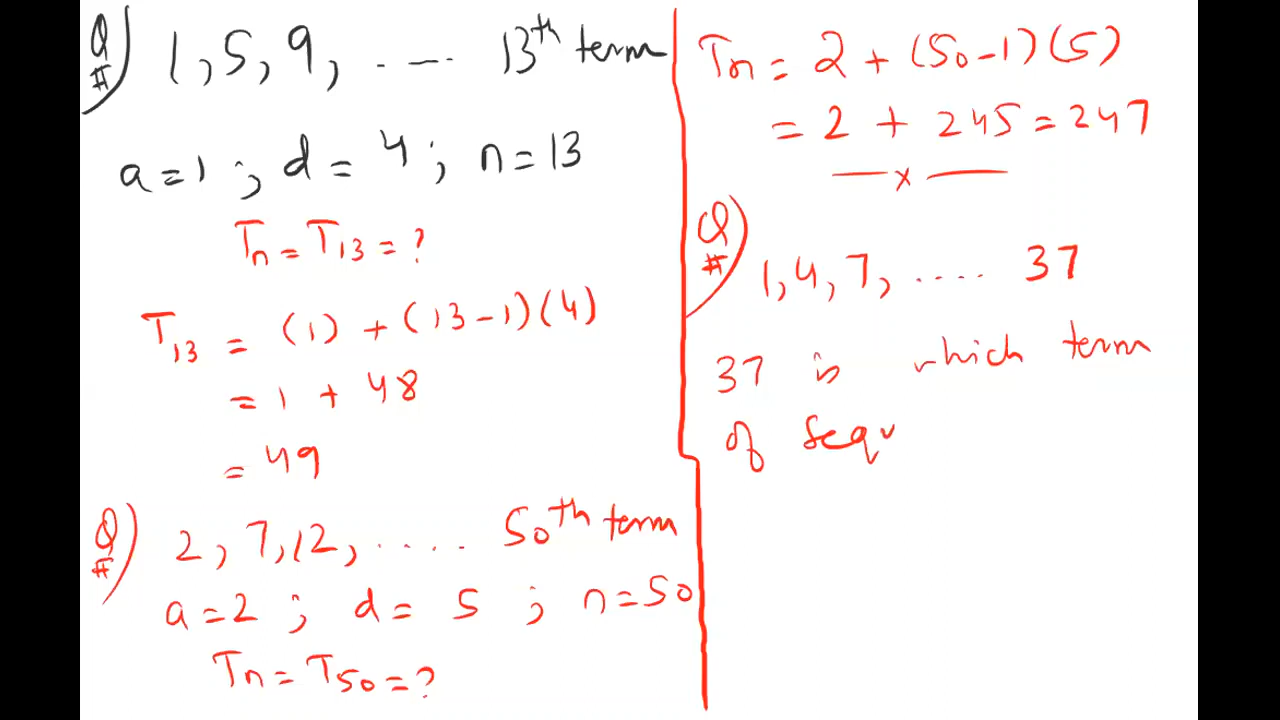 Q# 1, 5, 9, ..... 13th term
a = 1 ; d = 4 ; n = 13
Tn = T13 = ?
T13 = (1) + (13-1)(4)
= 1 + 48
= 49
Q# 2, 7, 12, ..... 50th term
a = 2 ; d = 5 ; n = 50
Tn = T50 = ?
Tn = 2 + (50-1)(5)
= 2 + 245 = 247
—x—
Q# 1, 4, 7, ..... 37
37 is which term
of sequ